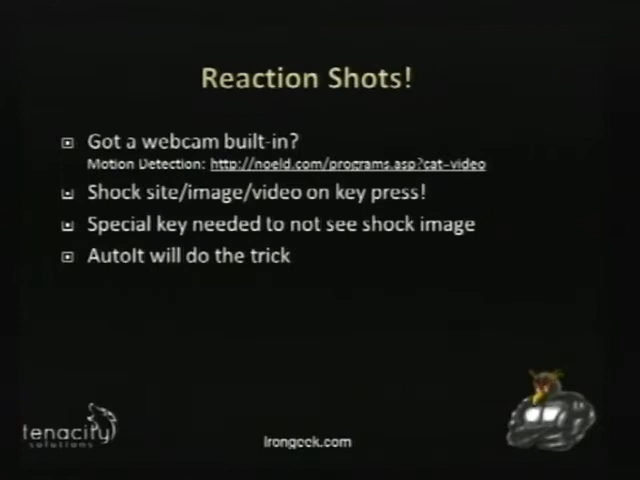 Reaction Shots!
Got a webcam built-in?
Motion Detection: http://noeld.com/programs.asp?cat=video
Shock site/image/video on key press!
Special key needed to not see shock image
AutoIt will do the trick
tenacity
solutions
Irongeek.com